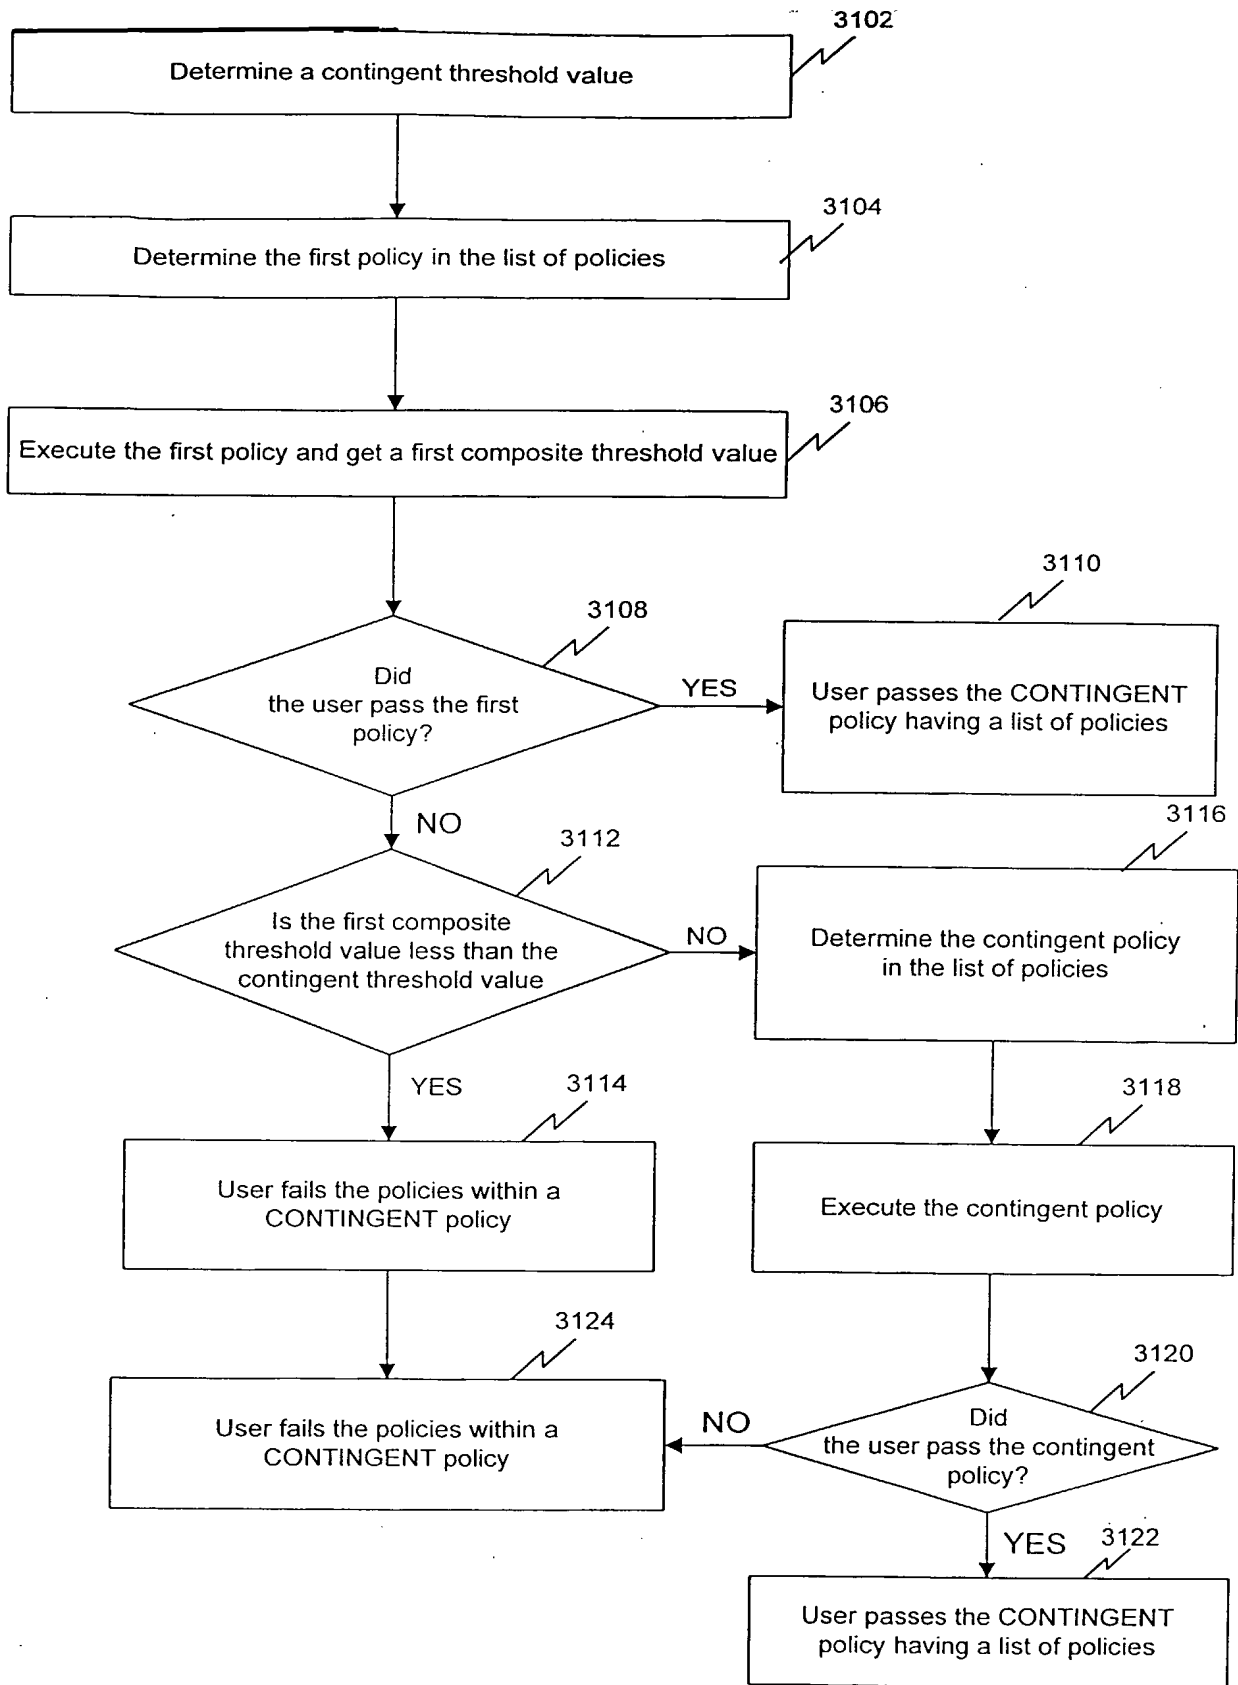 3102
Determine a contingent threshold value
3104
Determine the first policy in the list of policies
3106
Execute the first policy and get a first composite threshold value
3108
Did
the user pass the first
policy?
YES
3110
User passes the CONTINGENT
policy having a list of policies
NO
3112
Is the first composite
threshold value less than the
contingent threshold value
NO
3116
Determine the contingent policy
in the list of policies
YES
3114
User fails the policies within a
CONTINGENT policy
3118
Execute the contingent policy
3124
User fails the policies within a
CONTINGENT policy
NO
3120
Did
the user pass the contingent
policy?
YES
3122
User passes the CONTINGENT
policy having a list of policies